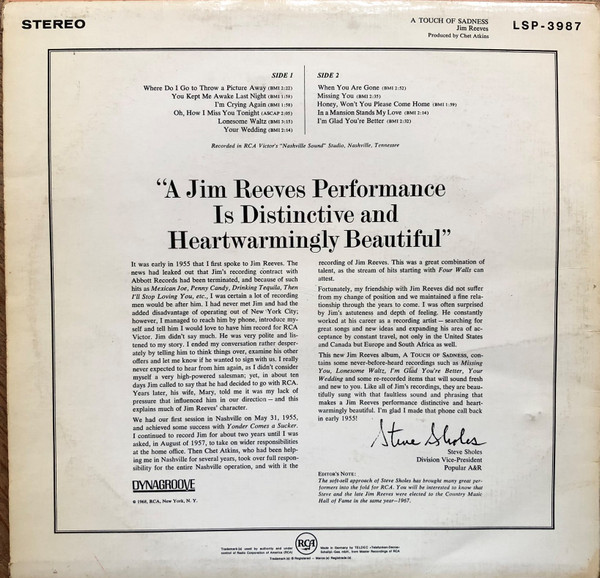 STEREO
A TOUCH OF SADNESS
Jim Reeves
Produced by Chet Atkins
LSP-3987
SIDE 1
Where Do I Go to Throw a Picture Away (BMI 2:22)
You Kept Me Awake Last Night (BMI 1:58)
I'm Crying Again (BMI 1:58)
Oh, How I Miss You Tonight (ASCAP 2:05)
Lonesome Waltz (BMI 3:15)
Your Wedding (BMI 2:14)
SIDE 2
When You Are Gone (BMI 2:52)
Missing You (BMI 2:35)
Honey, Won't You Please Come Home (BMI 1:39)
In a Mansion Stands My Love (BMI 2:14)
I'm Glad You're Better (BMI 2:32)
Recorded in RCA Victor's "Nashville Sound" Studio, Nashville, Tennessee
"A Jim Reeves Performance
Is Distinctive and
Heartwarmingly Beautiful"
It was early in 1955 that I first spoke to Jim Reeves. The
news had leaked out that Jim's recording contract with
Abbott Records had been terminated, and because of such
hits as Mexican Joe, Penny Candy, Drinking Tequila, Then
I'll Stop Loving You, etc., I was certain a lot of recording
men would be after him. I had never met Jim and had the
added disadvantage of operating out of New York City;
however, I managed to reach him by phone, introduce my-
self and tell him I would love to have him record for RCA
Victor. Jim didn't say much. He was very polite and lis-
tened to my story. I ended my conversation rather desper-
ately by telling him to think things over, examine his other
offers and let me know if he wanted to sign with us. I really
never expected to hear from him again, as I didn't consider
myself a very high-powered salesman; yet, in about ten
days Jim called to say that he had decided to go with RCA.
Years later, his wife, Mary, told me it was my lack of
pressure that influenced him in our direction — and this
explains much of Jim Reeves' character.
We had our first session in Nashville on May 31, 1955,
and achieved some success with Yonder Comes a Sucker.
I continued to record Jim for about two years until I was
asked, in August of 1957, to take on wider responsibilities
at the home office. Then Chet Atkins, who had been help-
ing me in Nashville for several years, took over full respon-
sibility for the entire Nashville operation, and with it the
recording of Jim Reeves. This was a great combination of
talent, as the stream of hits starting with Four Walls can
attest.
Fortunately, my friendship with Jim Reeves did not suffer
from my change of position and we maintained a fine rela-
tionship through the years to come. I was often surprised
by Jim's astuteness and depth of feeling. He constantly
worked at his career as a recording artist — searching for
great songs and new ideas and expanding his area of ac-
ceptance by constant travel, not only in the United States
and Canada but Europe and South Africa as well.
This new Jim Reeves album, A TOUCH OF SADNESS, con-
tains some never-before-heard recordings such as Missing
You, Lonesome Waltz, I'm Glad You're Better, Your
Wedding and some re-recorded items that will sound fresh
and new to you. Like all of Jim's recordings, they are beau-
tifully sung with that faultless sound and phrasing that
makes a Jim Reeves performance distinctive and heart-
warmingly beautiful. I'm glad I made that phone call back
in early 1955!
Steve Sholes
Steve Sholes
Division Vice-President
Popular A&R
EDITOR'S NOTE:
The soft-sell approach of Steve Sholes has brought many great per-
formers into the fold for RCA. You will be interested to know that
Steve and the late Jim Reeves were elected to the Country Music
Hall of Fame in the same year—1967.
DYNAGROOVE
© 1968, RCA, New York, N. Y.
Trademark(s) used by authority and under
control of Radio Corporation of America (RCA)
RCA
Trademark(s) ® Registered
Made in Germany by TELDEC